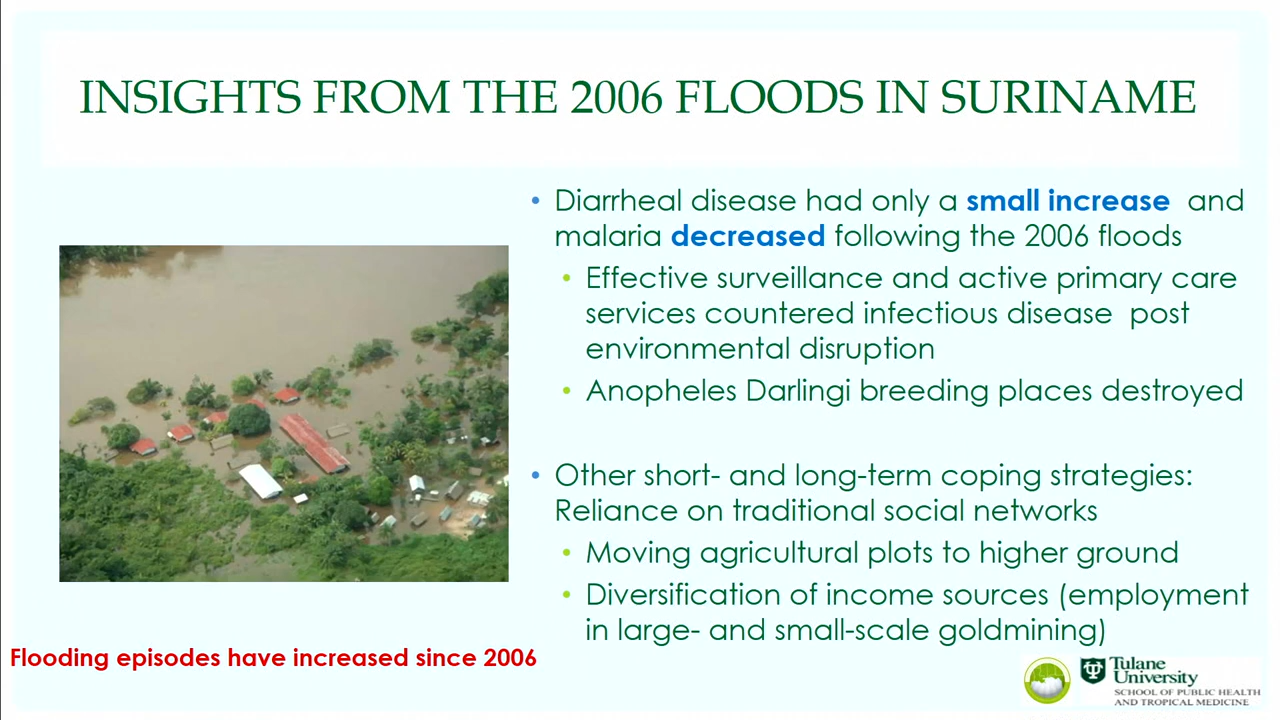 INSIGHTS FROM THE 2006 FLOODS IN SURINAME
• Diarrheal disease had only a small increase and
malaria decreased following the 2006 floods
• Effective surveillance and active primary care
services countered infectious disease post
environmental disruption
• Anopheles Darlingi breeding places destroyed
• Other short- and long-term coping strategies:
Reliance on traditional social networks
• Moving agricultural plots to higher ground
• Diversification of income sources (employment
in large- and small-scale goldmining)
Flooding episodes have increased since 2006
Tulane
University
SCHOOL OF PUBLIC HEALTH
AND TROPICAL MEDICINE